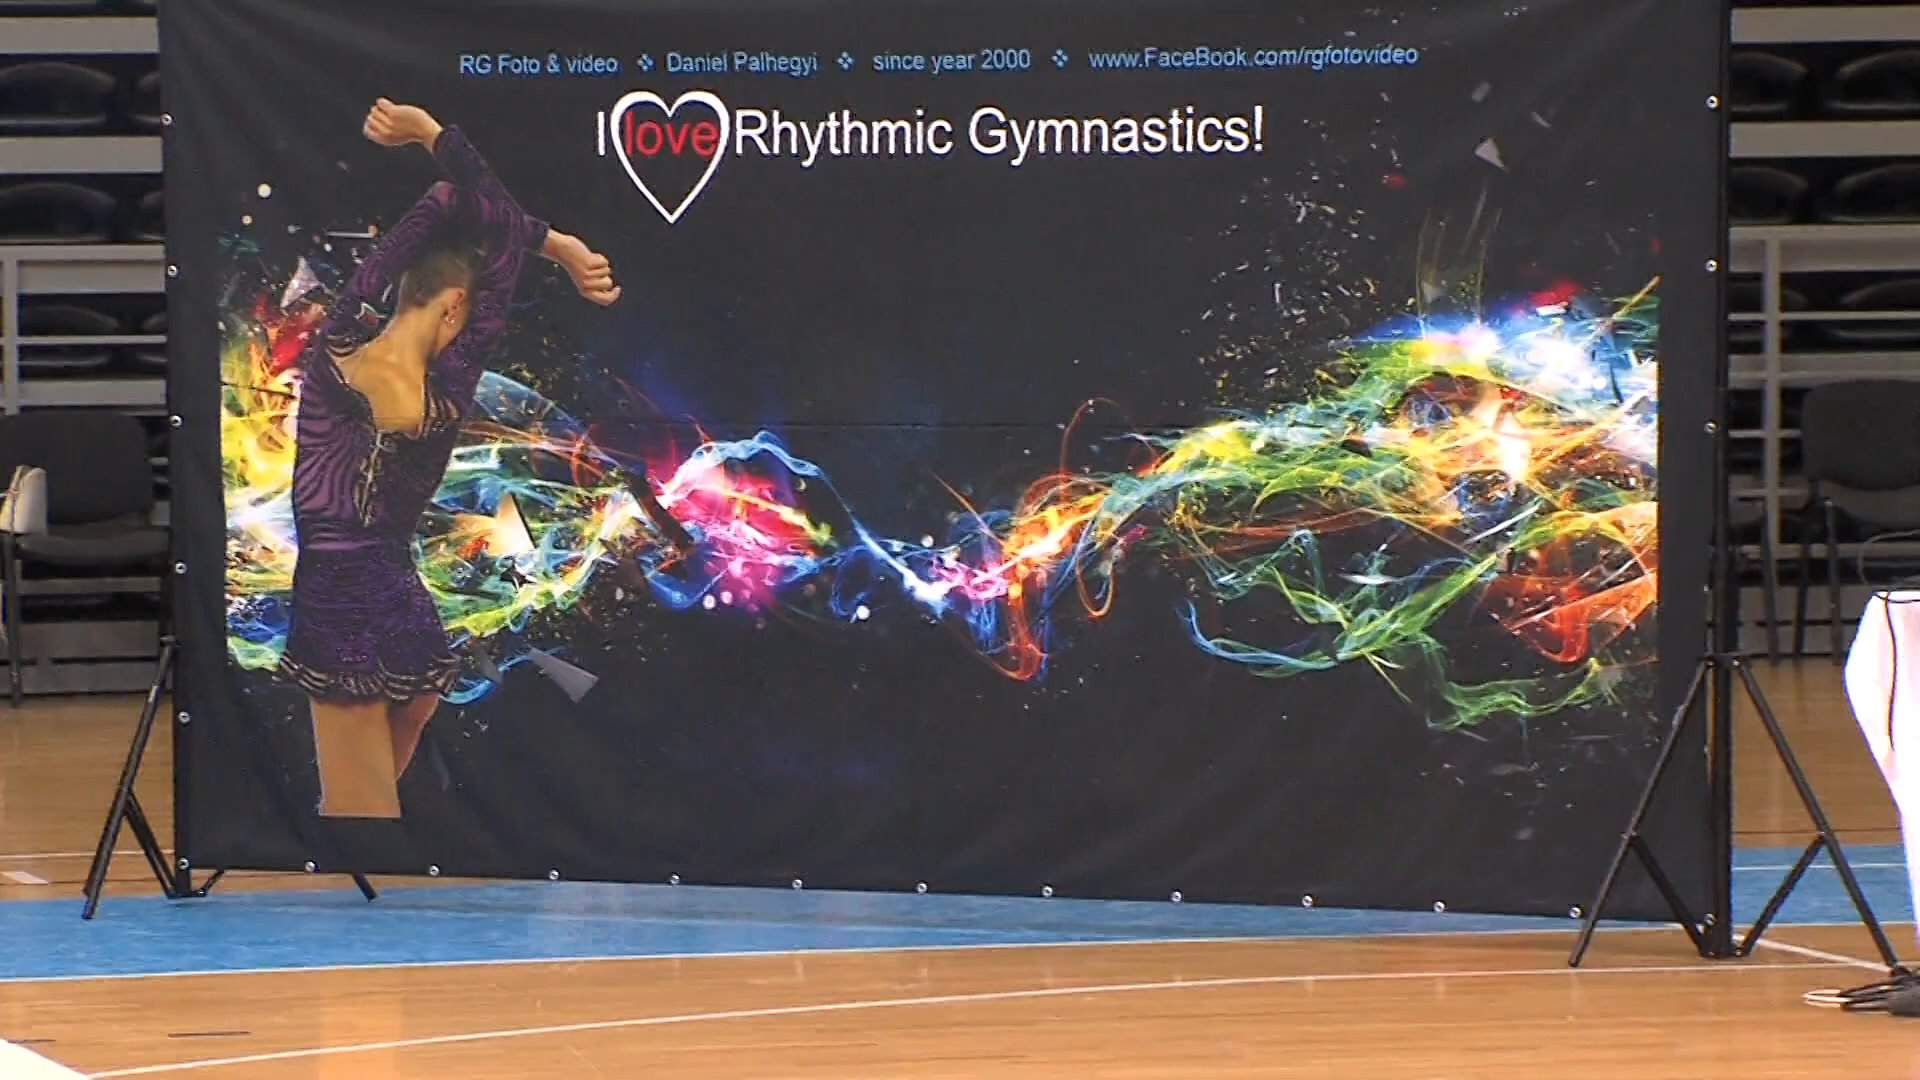 RG Foto & video ❖ Daniel Palhegyi ❖ since year 2000 ❖ www.FaceBook.com/rgfotovideo
I love Rhythmic Gymnastics!